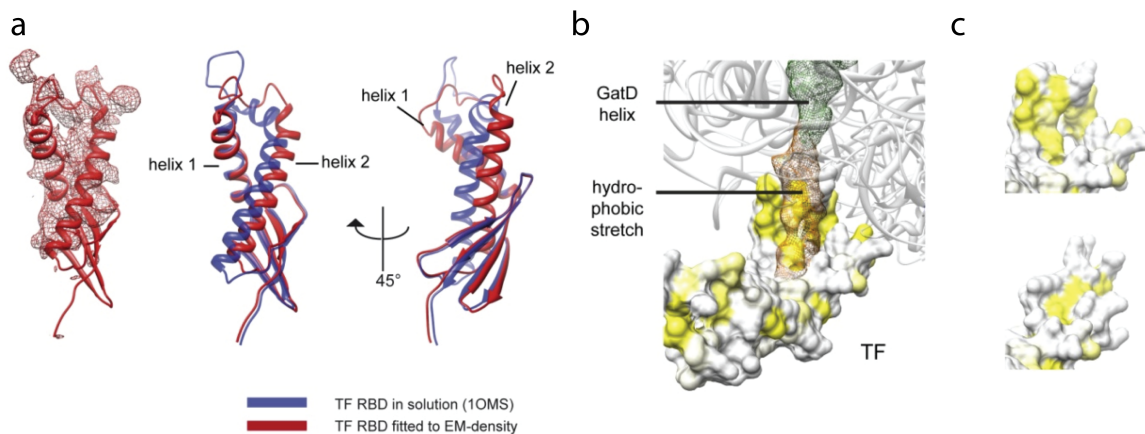 a
b
c
helix 2
helix 1
helix 1
helix 2
45°
GatD
helix
hydro-
phobic
stretch
TF
TF RBD in solution (1OMS)
TF RBD fitted to EM-density